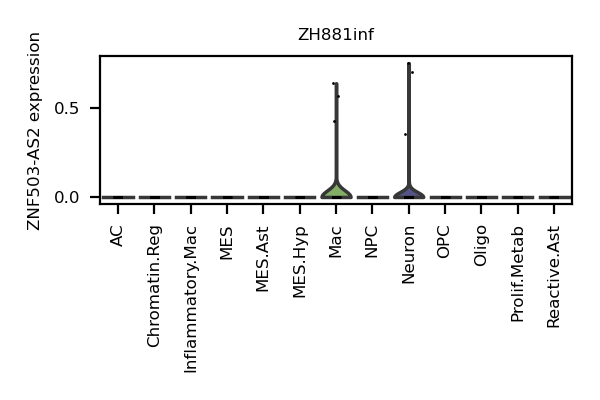 ZH881inf
ZNF503-AS2 expression
0.5
0.0
AC
Chromatin.Reg
Inflammatory.Mac
MES
MES.Ast
MES.Hyp
Mac
NPC
Neuron
OPC
Oligo
Prolif.Metab
Reactive.Ast